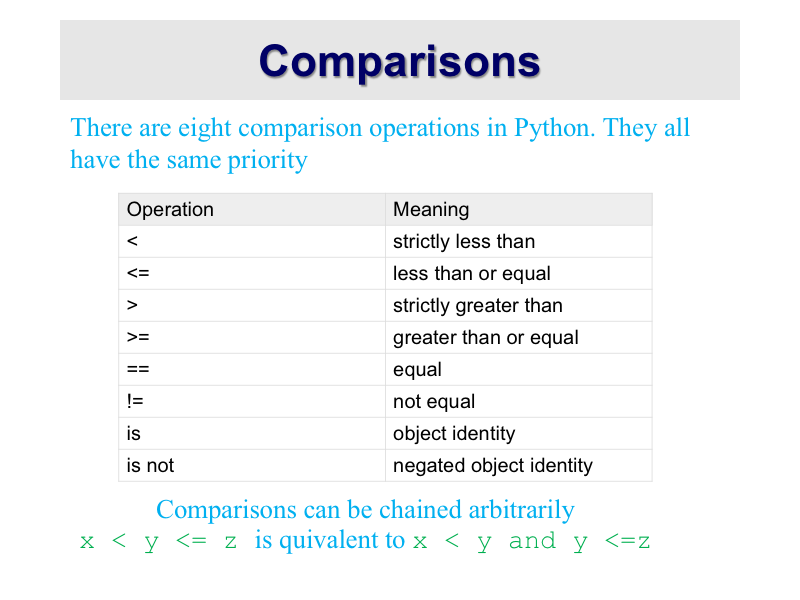 Comparisons
There are eight comparison operations in Python. They all
have the same priority
Operation Meaning
< strictly less than
<= less than or equal
> strictly greater than
>= greater than or equal
== equal
!= not equal
is object identity
is not negated object identity
Comparisons can be chained arbitrarily
x < y <= z is quivalent to x < y and y <=z